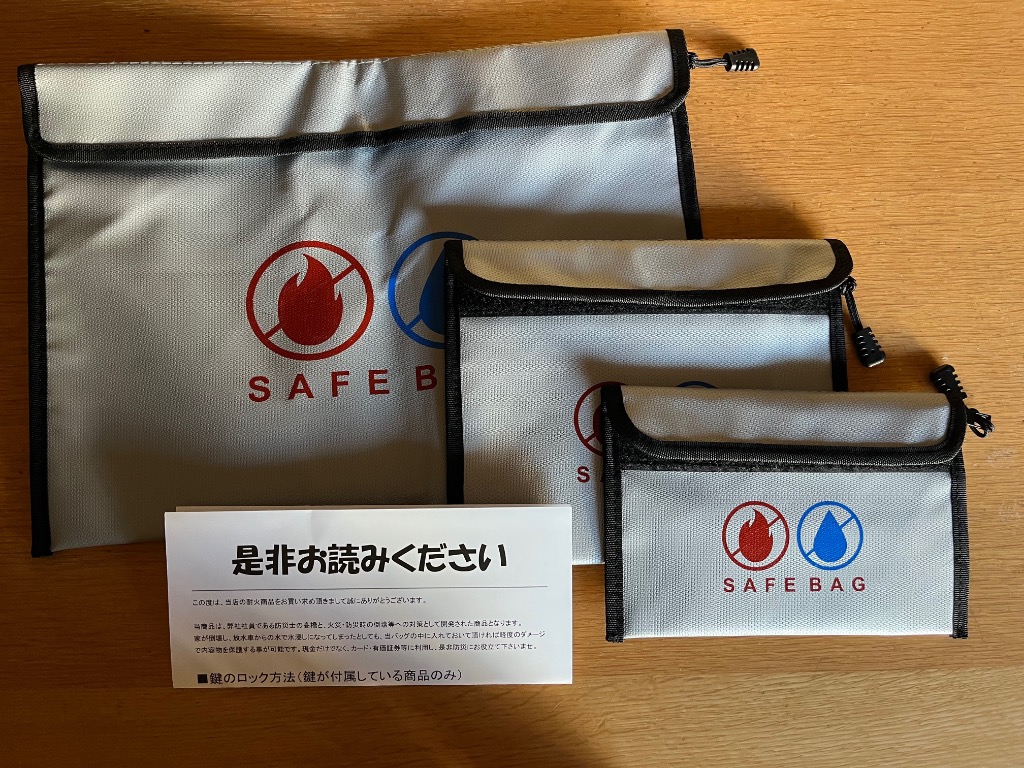 SAFE B
S
SAFE BAG
是非お読みください
この度は、当店の耐火商品をお買い求め頂きまして誠にありがとうございます。
当商品は、弊社社員である防災士の監修と、火災・防災時の倒壊等への対策として開発された商品となります。
家が倒壊し、放水車からの水で水浸しになってしまったとしても、当バッグの中に入れておいて頂ければ軽度のダメージ
で内容物を保護する事が可能です。現金だけでなく、カード・有価証券等に利用し、是非防災にお役立て下さいませ。
■鍵のロック方法(鍵が付属している商品のみ)